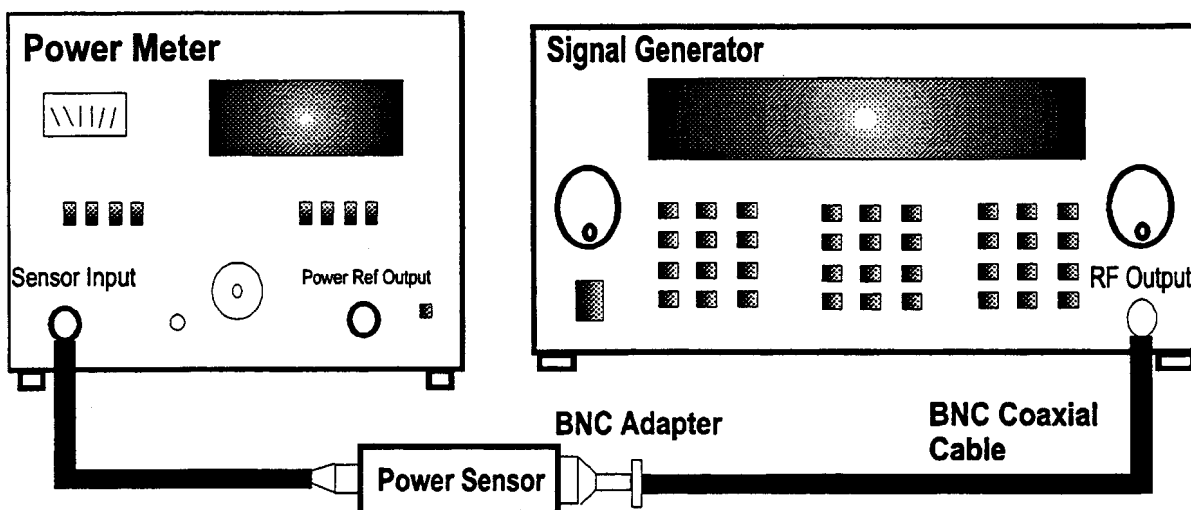 Power Meter
Signal Generator
Sensor Input
Power Ref Output
RF Output
BNC Adapter
BNC Coaxial
Cable
Power Sensor